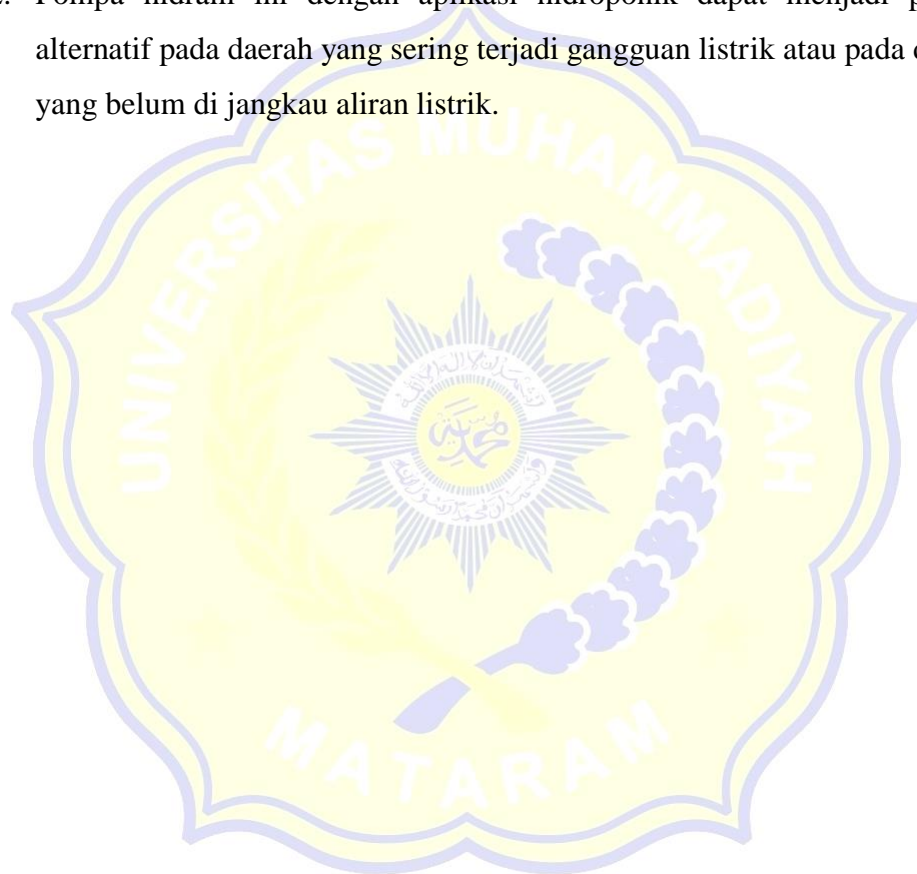 Pompa hidram ini dengan aplikasi hidroponik dapat menjadi
alternatif pada daerah yang sering terjadi gangguan listrik atau pada
yang belum di jangkau aliran listrik.
UNIVERSITAS MUHAMMADIYAH
MATARAM